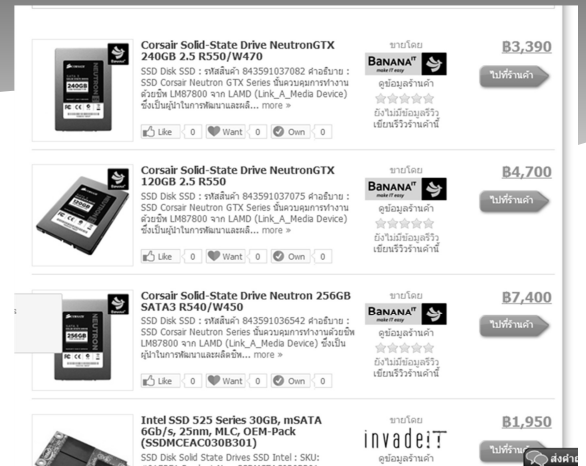 Corsair Solid-State Drive NeutronGTX
240GB 2.5 R550/W470
SSD Disk SSD : รหัสสินค้า 843591037082 คำอธิบาย :
SSD Corsair Neutron GTX Series นั้นควบคุมการทำงาน
ด้วยชิพ LM87800 จาก LAMD (Link_A_Media Device)
ซึ่งเป็นผู้นำในการพัฒนาและผลิ... more »
Like 0 Want 0 Own 0
ขายโดย
BANANA IT
make IT easy
ดูข้อมูลร้านค้า
ยังไม่มีข้อมูลรีวิว
เขียนรีวิวร้านค้านี้
฿3,390
ไปที่ร้านค้า
Corsair Solid-State Drive NeutronGTX
120GB 2.5 R550
SSD Disk SSD : รหัสสินค้า 843591037075 คำอธิบาย :
SSD Corsair Neutron GTX Series นั้นควบคุมการทำงาน
ด้วยชิพ LM87800 จาก LAMD (Link_A_Media Device)
ซึ่งเป็นผู้นำในการพัฒนาและผลิ... more »
Like 0 Want 0 Own 0
ขายโดย
BANANA IT
make IT easy
ดูข้อมูลร้านค้า
ยังไม่มีข้อมูลรีวิว
เขียนรีวิวร้านค้านี้
฿4,700
ไปที่ร้านค้า
Corsair Solid-State Drive Neutron 256GB
SATA3 R540/W450
SSD Disk SSD : รหัสสินค้า 843591036542 คำอธิบาย :
SSD Corsair Neutron Series นั้นควบคุมการทำงานด้วยชิพ
LM87800 จาก LAMD (Link_A_Media Device) ซึ่งเป็น
ผู้นำในการพัฒนาและผลิตชิพ... more »
Like 0 Want 0 Own 0
ขายโดย
BANANA IT
make IT easy
ดูข้อมูลร้านค้า
ยังไม่มีข้อมูลรีวิว
เขียนรีวิวร้านค้านี้
฿7,400
ไปที่ร้านค้า
Intel SSD 525 Series 30GB, mSATA
6Gb/s, 25nm, MLC, OEM-Pack
(SSDMCEAC030B301)
SSD Disk Solid State Drives SSD Intel : SKU:
ขายโดย
invadeIT
ดูข้อมูลร้านค้า
฿1,950
ไปที่ร้านค้า